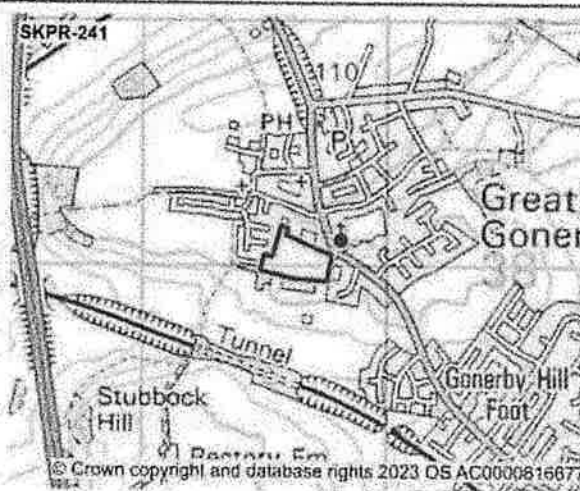 SKPR-241
110
PH
P
Great
Goner
38
Tunnel
Gonerby Hill
Foot
Stubbock
Hill
© Crown copyright and database rights 2023 OS AC000081667